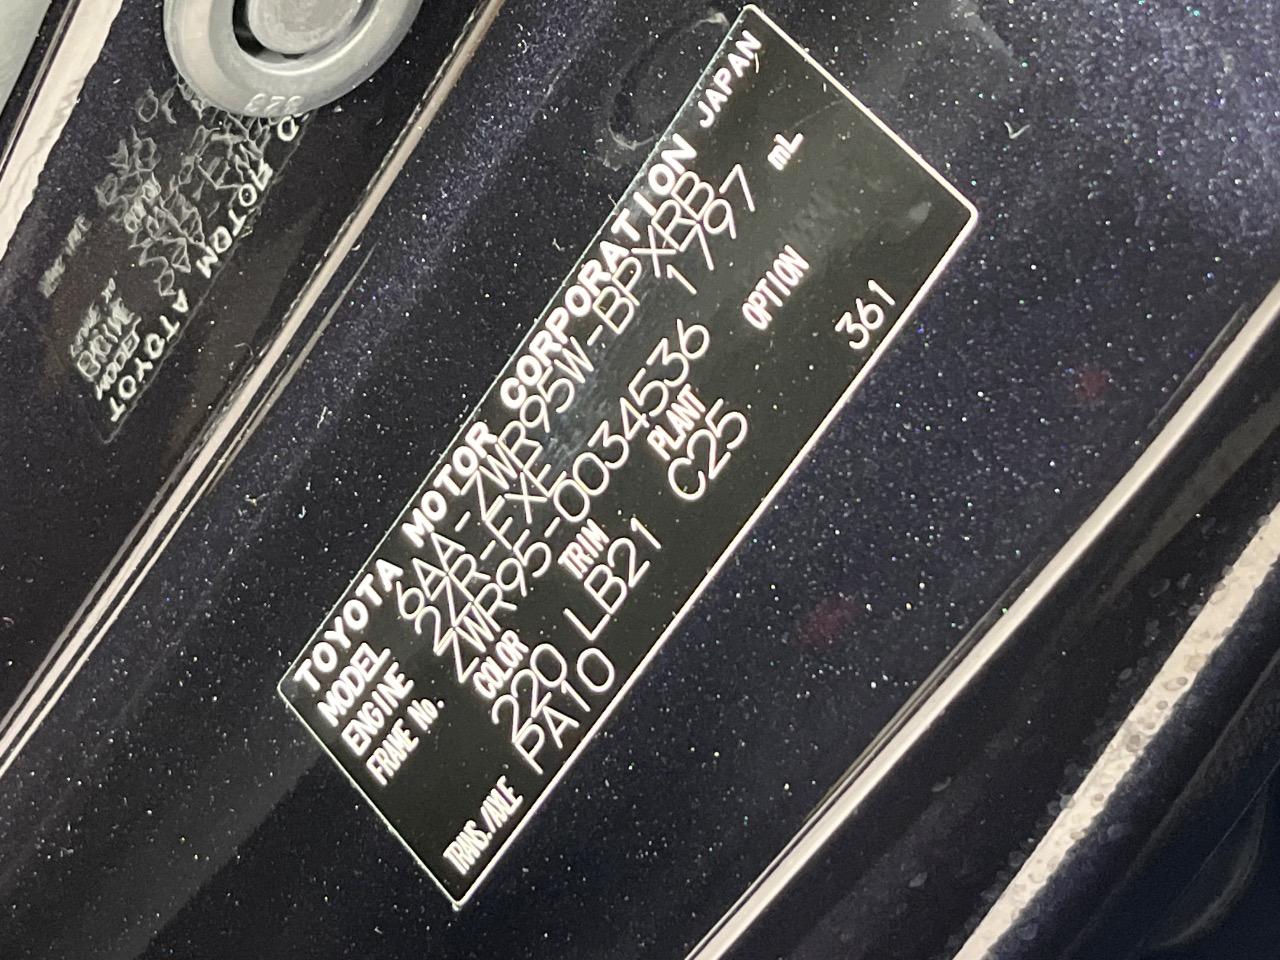 TOYOTA MOTOR CORPORATION JAPAN
MODEL 6AA-ZWR95W-BPXRB
ENGINE 2ZR-FXE 1797 mL
FRAME No. ZWR95-0034536
COLOR TRIM PLANT OPTION
220 LB21 C25 361
TRANS./AXLE PA10
323